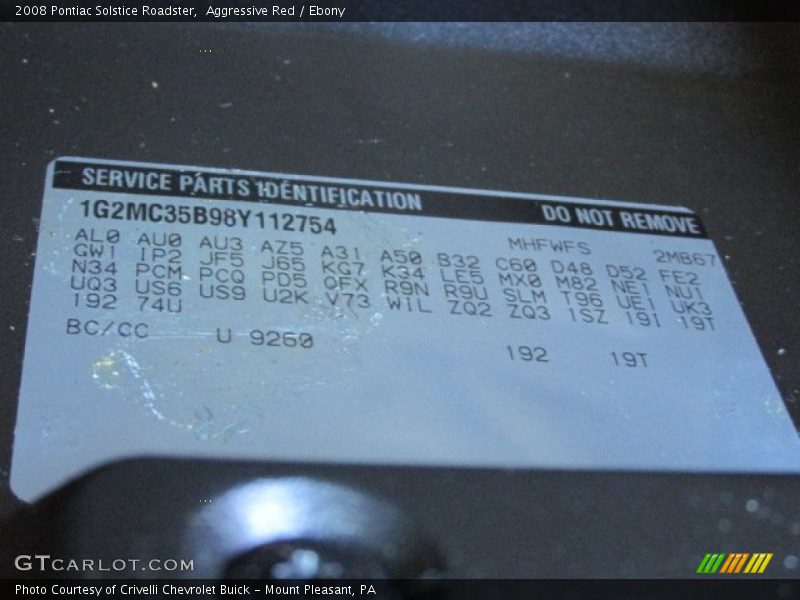 2008 Pontiac Solstice Roadster,  Aggressive Red / Ebony
SERVICE PARTS IDENTIFICATION DO NOT REMOVE
1G2MC35B98Y112754 MHFWFS 2MB67
AL0 AU0 AU3 AZ5 A31 A50 B32 C60 D48 D52 FE2
GW1 1P2 JF5 J65 KG7 K34 LE5 MX0 M82 NE1 NU1
N34 PCM PCQ PD5 QFX R9N R9U SLM T96 UE1 UK3
UQ3 US6 US9 U2K V73 WIL ZQ2 ZQ3 1SZ 19I 19T
192 74U
BC/CC U 9260 192 19T
GTCARLOT.COM
Photo Courtesy of Crivelli Chevrolet Buick - Mount Pleasant, PA